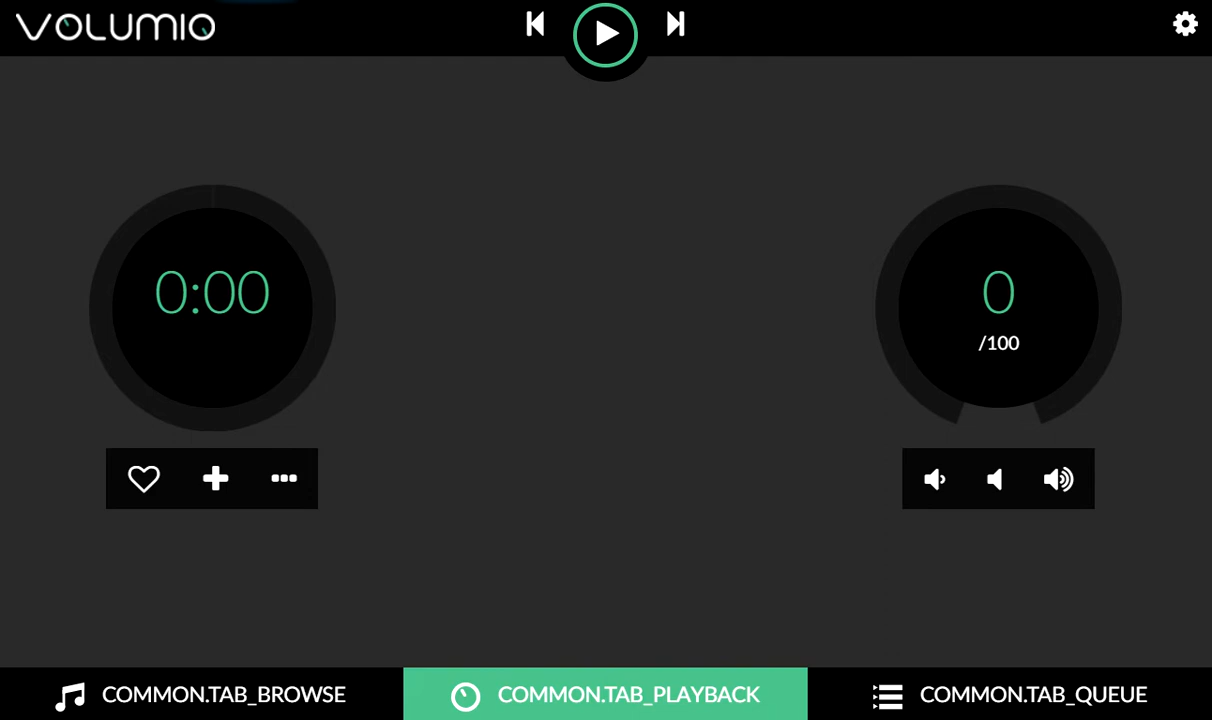 VOLUMIO
0:00
0
/100
COMMON.TAB_BROWSE
COMMON.TAB_PLAYBACK
COMMON.TAB_QUEUE